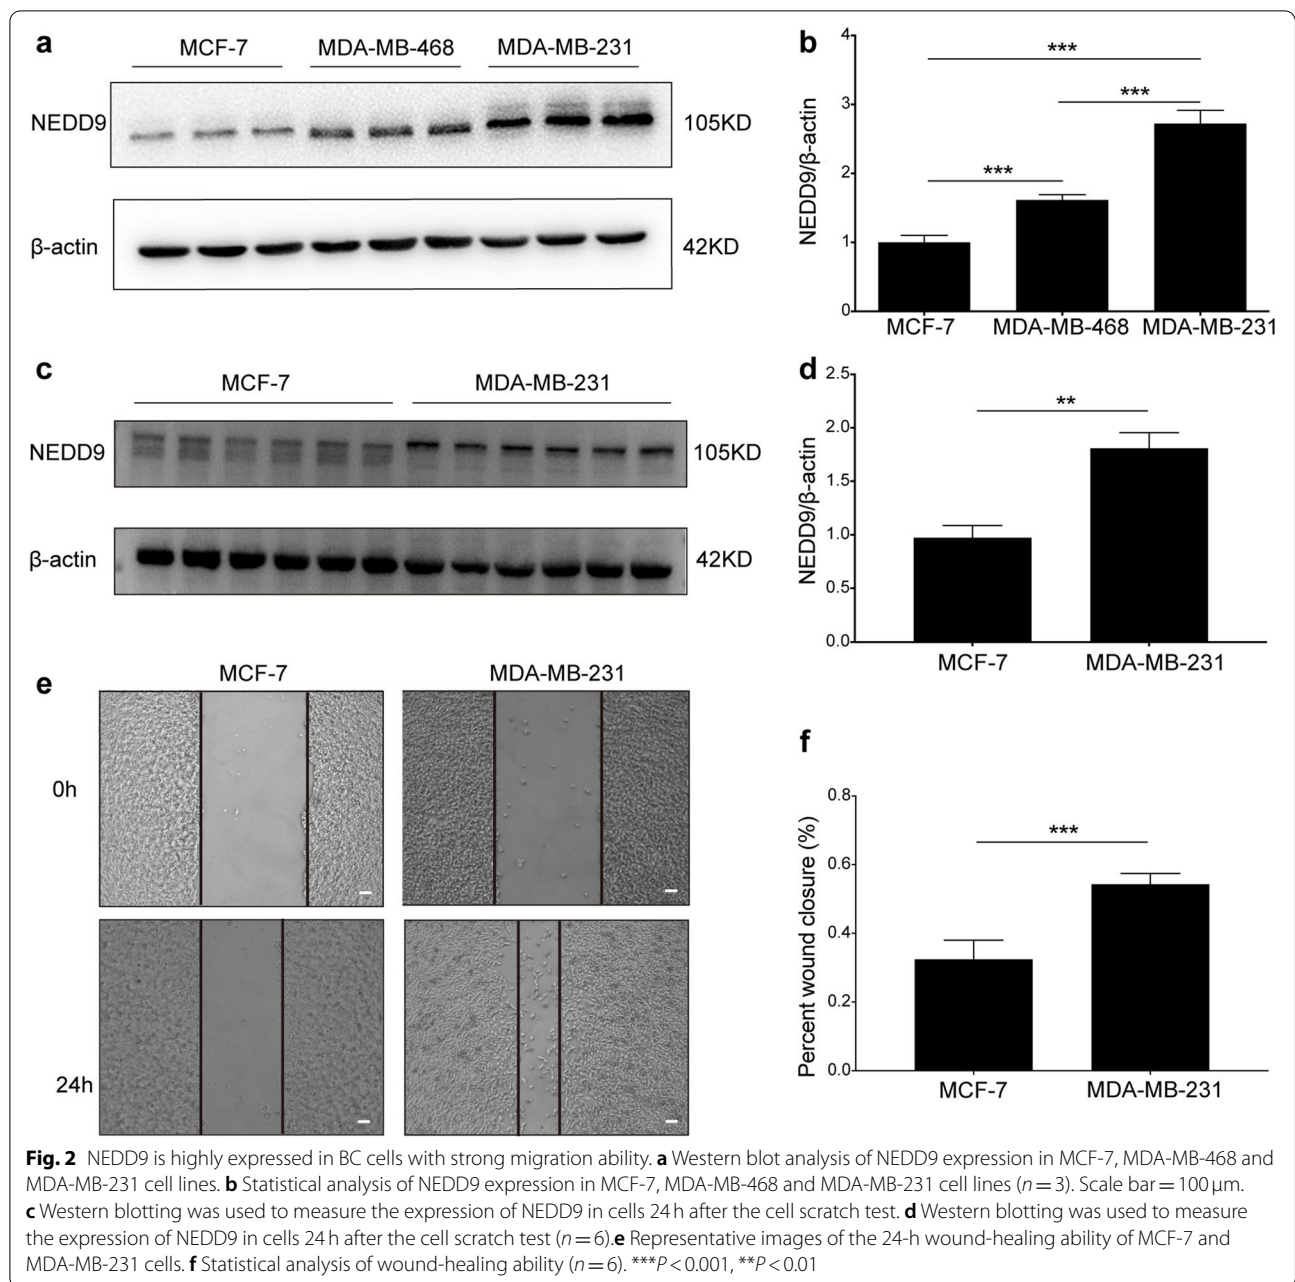 a
MCF-7 MDA-MB-468 MDA-MB-231
NEDD9 105KD
β-actin 42KD
b
NEDD9/β-actin
4
3
2
1
0
***
***
***
MCF-7 MDA-MB-468 MDA-MB-231
c
MCF-7 MDA-MB-231
NEDD9 105KD
β-actin 42KD
d
NEDD9/β-actin
2.5
2.0
1.5
1.0
0.5
0.0
**
MCF-7 MDA-MB-231
e
MCF-7 MDA-MB-231
0h
24h
f
Percent wound closure (%)
0.8
0.6
0.4
0.2
0.0
***
MCF-7 MDA-MB-231
Fig. 2 NEDD9 is highly expressed in BC cells with strong migration ability. a Western blot analysis of NEDD9 expression in MCF-7, MDA-MB-468 and
MDA-MB-231 cell lines. b Statistical analysis of NEDD9 expression in MCF-7, MDA-MB-468 and MDA-MB-231 cell lines (n = 3). Scale bar = 100 μm.
c Western blotting was used to measure the expression of NEDD9 in cells 24 h after the cell scratch test. d Western blotting was used to measure
the expression of NEDD9 in cells 24 h after the cell scratch test (n = 6).e Representative images of the 24-h wound-healing ability of MCF-7 and
MDA-MB-231 cells. f Statistical analysis of wound-healing ability (n = 6). ***P < 0.001, **P < 0.01